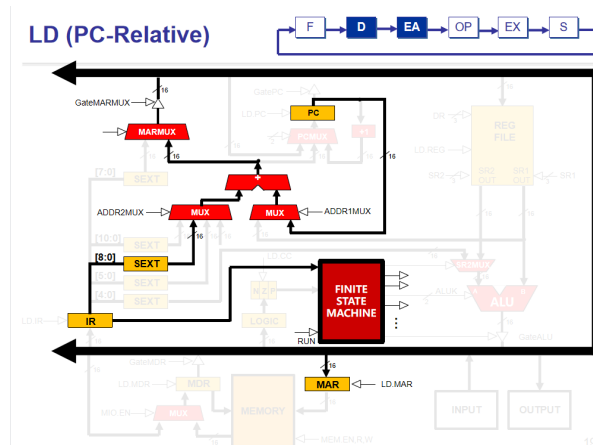 LD (PC-Relative)
F D EA OP EX S
16
GatePC
16
GateMARMUX
LD.PC
PC
DR
REG
FILE
MARMUX
PCMUX
+1
16
16
LD.REG
[7:0]
SEXT
+
SR2
SR2
OUT
SR1
OUT
SR1
ADDR2MUX
MUX
MUX
ADDR1MUX
16
[10:0]
SEXT
[8:0]
SEXT
16
LD.CC
SR2MUX
[5:0]
SEXT
FINITE
STATE
MACHINE
[4:0]
SEXT
N Z P
ALUK
ALU
LD.IR
IR
LOGIC
RUN
GateALU
GateMDR
16
LD.MDR
MDR
MAR
LD.MAR
16
MIO.EN
MUX
MEMORY
INPUT
OUTPUT
MEM.EN,R,W